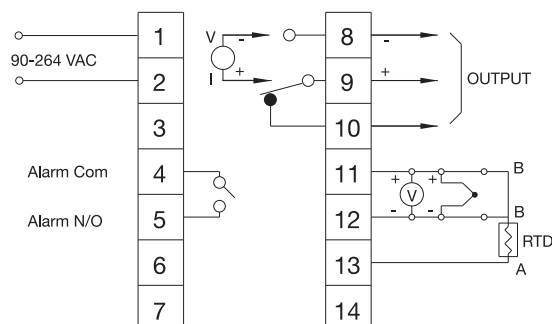 1
90-264 VAC
2
3
Alarm Com
4
Alarm N/O
5
6
7
V
-
+
I
8
-
9
+
OUTPUT
10
11
+
V
-
+
-
B
12
B
RTD
13
A
14